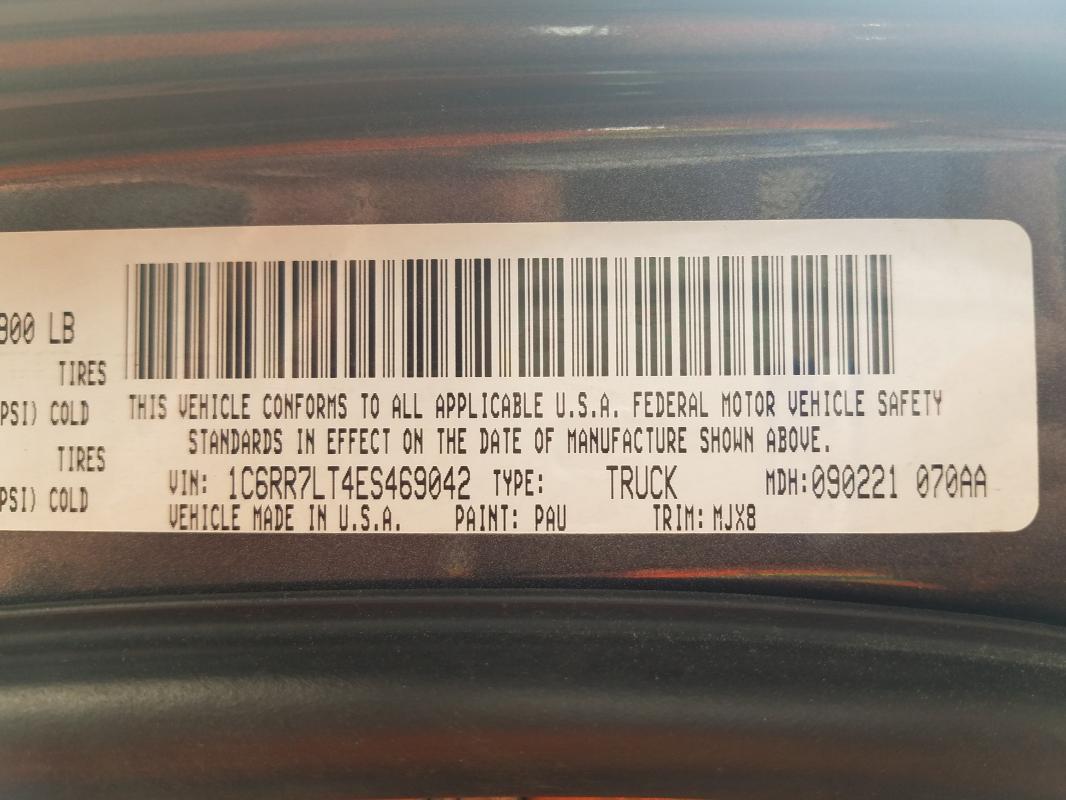 800 LB
TIRES
PSI) COLD
TIRES
PSI) COLD
THIS VEHICLE CONFORMS TO ALL APPLICABLE U.S.A. FEDERAL MOTOR VEHICLE SAFETY
STANDARDS IN EFFECT ON THE DATE OF MANUFACTURE SHOWN ABOVE.
VIN: 1C6RR7LT4ES469042 TYPE: TRUCK MDH:090221 070AA
VEHICLE MADE IN U.S.A. PAINT: PAU TRIM: MJX8